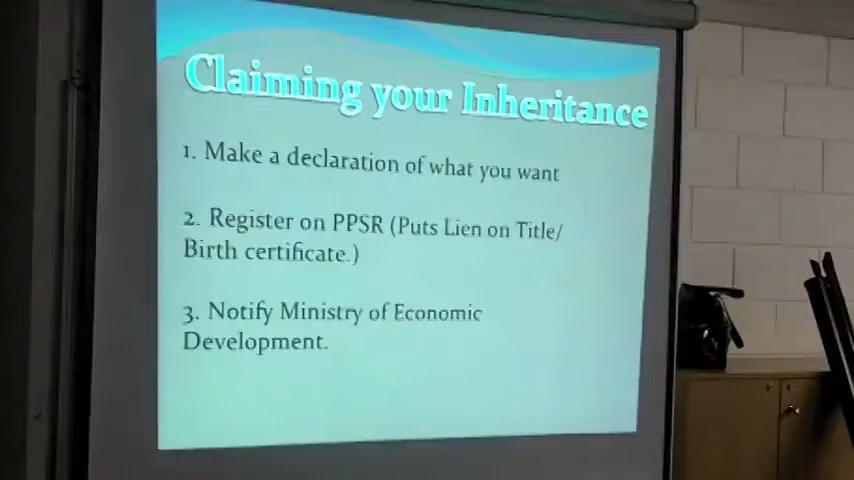 Claiming your Inheritance
1. Make a declaration of what you want
2. Register on PPSR (Puts Lien on Title/
Birth certificate.)
3. Notify Ministry of Economic
Development.